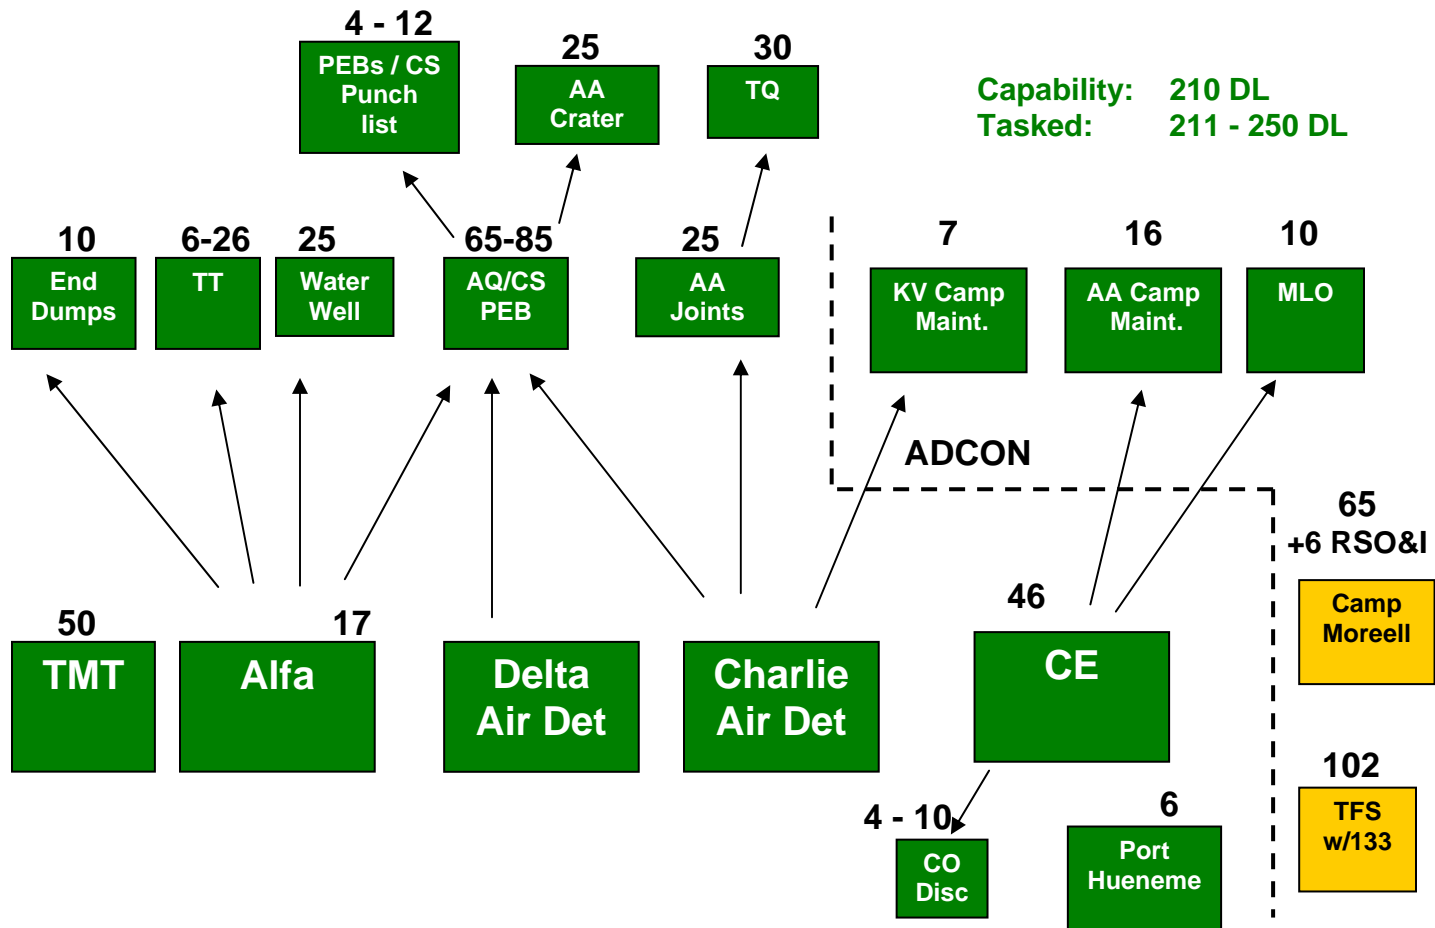 4 - 12
PEBs / CS
Punch
list
25
AA
Crater
30
TQ
Capability: 210 DL
Tasked: 211 - 250 DL
10
End
Dumps
6-26
TT
25
Water
Well
65-85
AQ/CS
PEB
25
AA
Joints
7
KV Camp
Maint.
16
AA Camp
Maint.
10
MLO
ADCON
65
+6 RSO&I
Camp
Moreell
50
TMT
17
Alfa
Delta
Air Det
Charlie
Air Det
46
CE
102
TFS
w/133
4 - 10
CO
Disc
6
Port
Hueneme